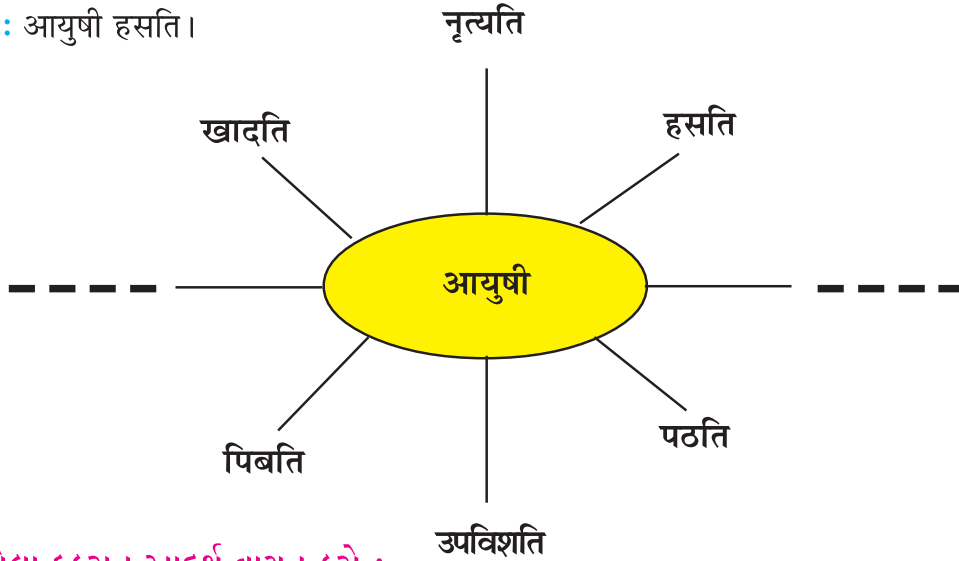 : आयुषी हसति।
नृत्यति
खादति
हसति
आयुषी
पिबति
पठति
उपविशति